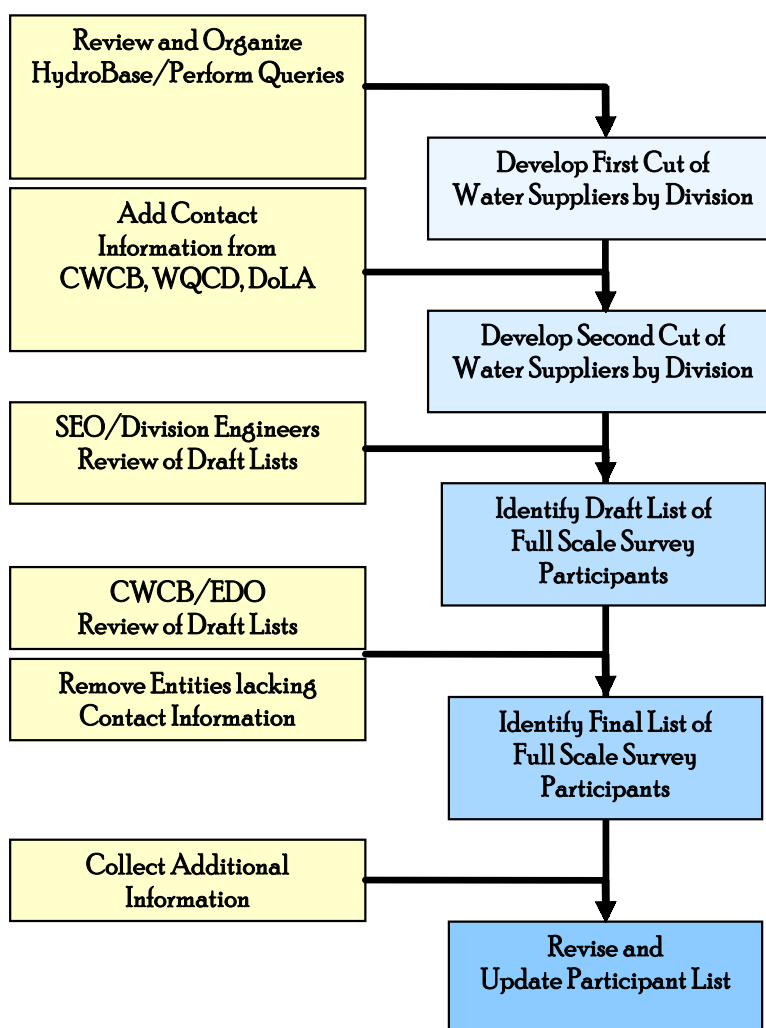 Review and Organize
HydroBase/Perform Queries
Develop First Cut of
Water Suppliers by Division
Add Contact
Information from
CWCB, WQCD, DoLA
Develop Second Cut of
Water Suppliers by Division
SEO/Division Engineers
Review of Draft Lists
Identify Draft List of
Full Scale Survey
Participants
CWCB/EDO
Review of Draft Lists
Remove Entities lacking
Contact Information
Identify Final List of
Full Scale Survey
Participants
Collect Additional
Information
Revise and
Update Participant List